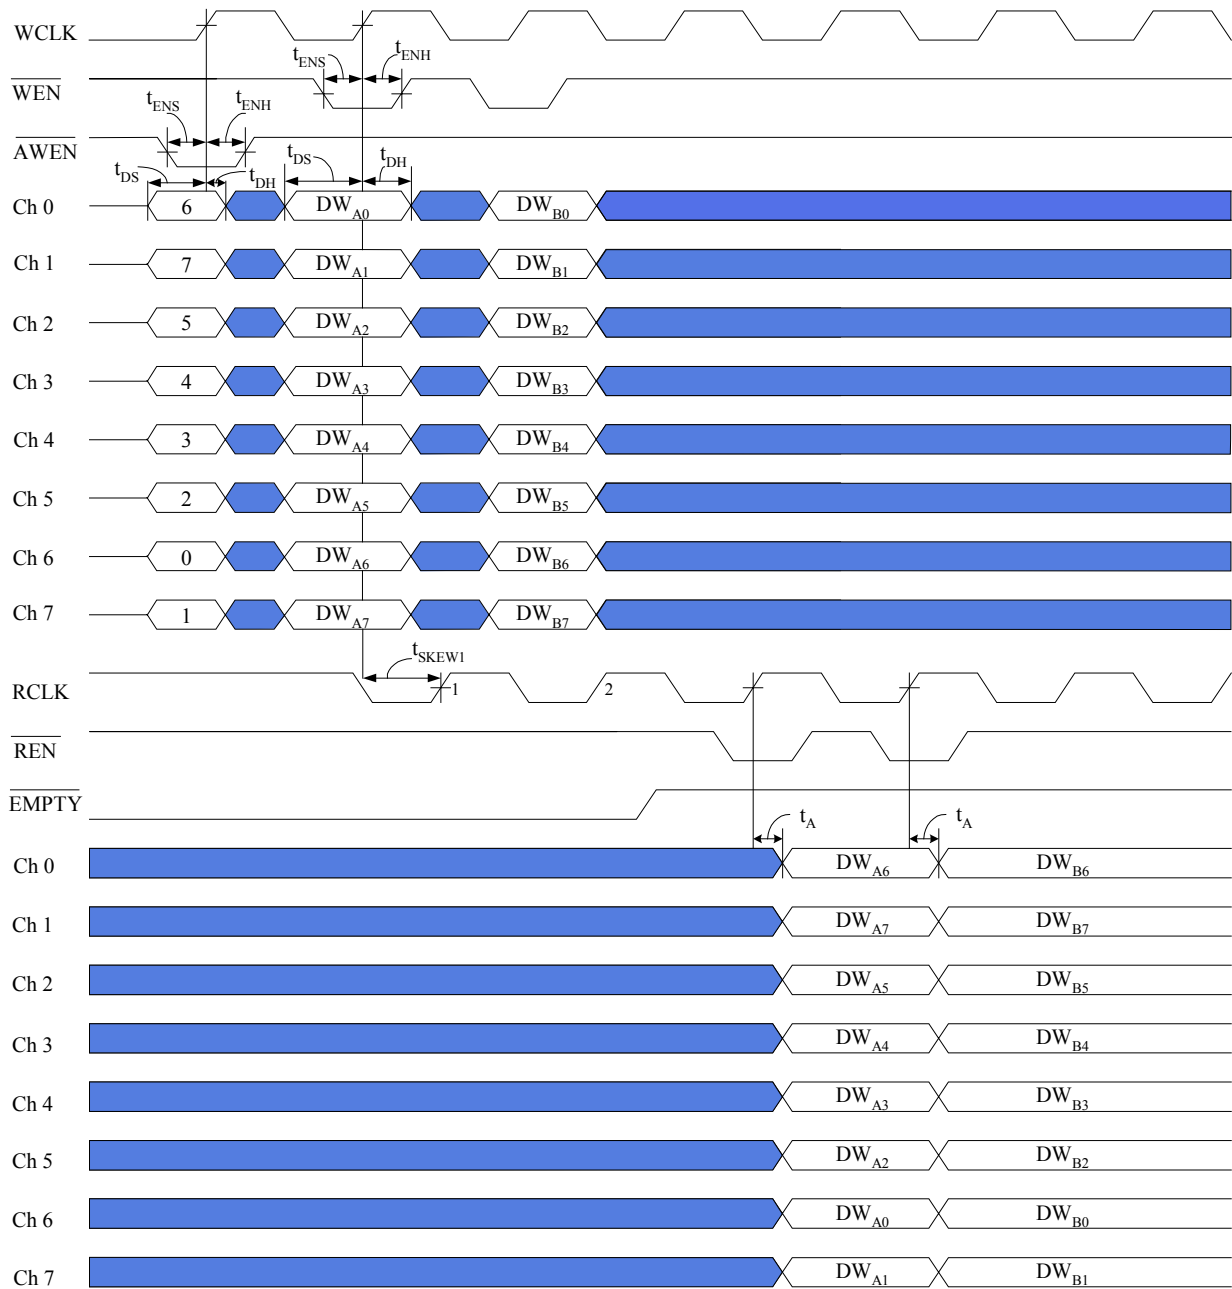 WCLK
tENS tENH
WEN
tENS tENH
AWEN
tDS tDH tDS tDH
Ch 0 6 DWA0 DWB0
Ch 1 7 DWA1 DWB1
Ch 2 5 DWA2 DWB2
Ch 3 4 DWA3 DWB3
Ch 4 3 DWA4 DWB4
Ch 5 2 DWA5 DWB5
Ch 6 0 DWA6 DWB6
Ch 7 1 DWA7 DWB7
tSKEW1
RCLK 1 2
REN
EMPTY
tA tA
Ch 0 DWA6 DWB6
Ch 1 DWA7 DWB7
Ch 2 DWA5 DWB5
Ch 3 DWA4 DWB4
Ch 4 DWA3 DWB3
Ch 5 DWA2 DWB2
Ch 6 DWA0 DWB0
Ch 7 DWA1 DWB1